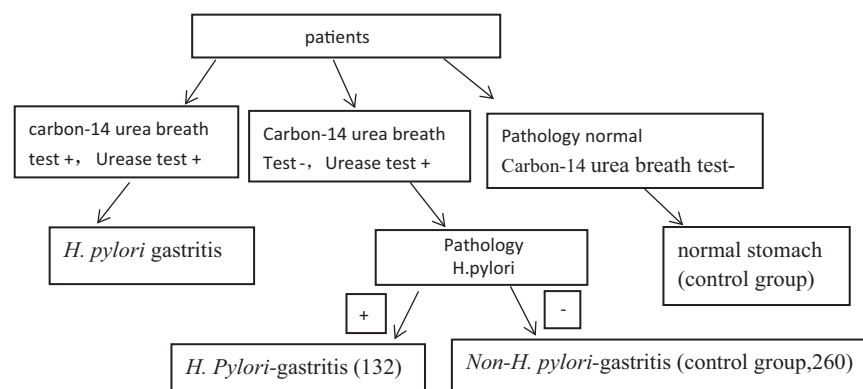 patients
carbon-14 urea breath
test +, Urease test +
Carbon-14 urea breath
Test -, Urease test +
Pathology normal
Carbon-14 urea breath test-
H. pylori gastritis
Pathology
H.pylori
normal stomach
(control group)
+
-
H. Pylori-gastritis (132)
Non-H. pylori-gastritis (control group,260)